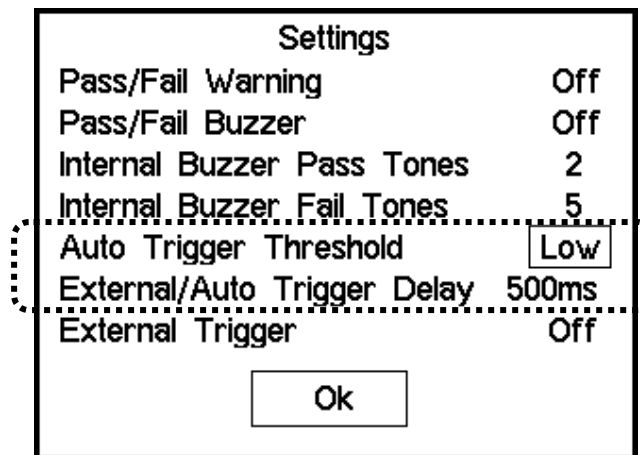 Settings
Pass/Fail Warning Off
Pass/Fail Buzzer Off
Internal Buzzer Pass Tones 2
Internal Buzzer Fail Tones 5
Auto Trigger Threshold Low
External/Auto Trigger Delay 500ms
External Trigger Off
Ok